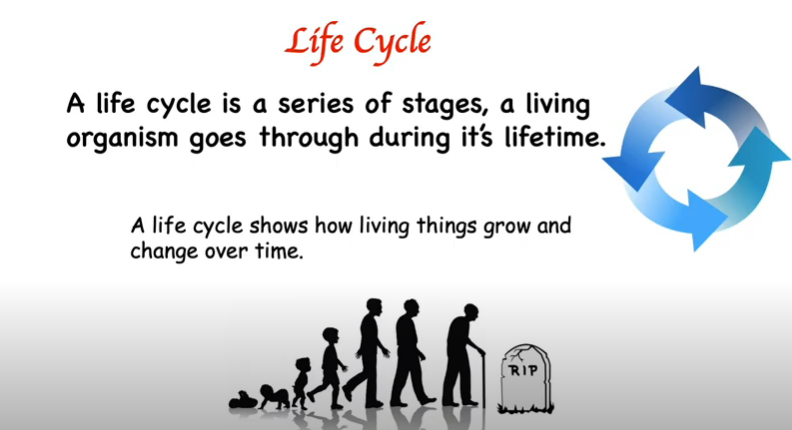 Life Cycle
A life cycle is a series of stages, a living
organism goes through during it's lifetime.
A life cycle shows how living things grow and
change over time.
RIP